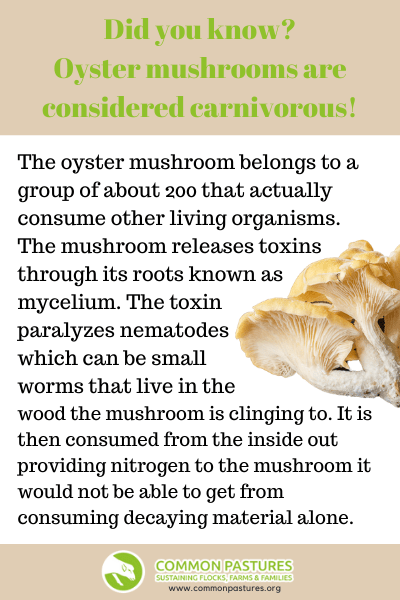 Did you know?
Oyster mushrooms are
considered carnivorous!
The oyster mushroom belongs to a
group of about 200 that actually
consume other living organisms.
The mushroom releases toxins
through its roots known as
mycelium. The toxin
paralyzes nematodes
which can be small
worms that live in the
wood the mushroom is clinging to. It is
then consumed from the inside out
providing nitrogen to the mushroom it
would not be able to get from
consuming decaying material alone.
COMMON PASTURES
SUSTAINING FLOCKS, FARMS & FAMILIES
www.commonpastures.org